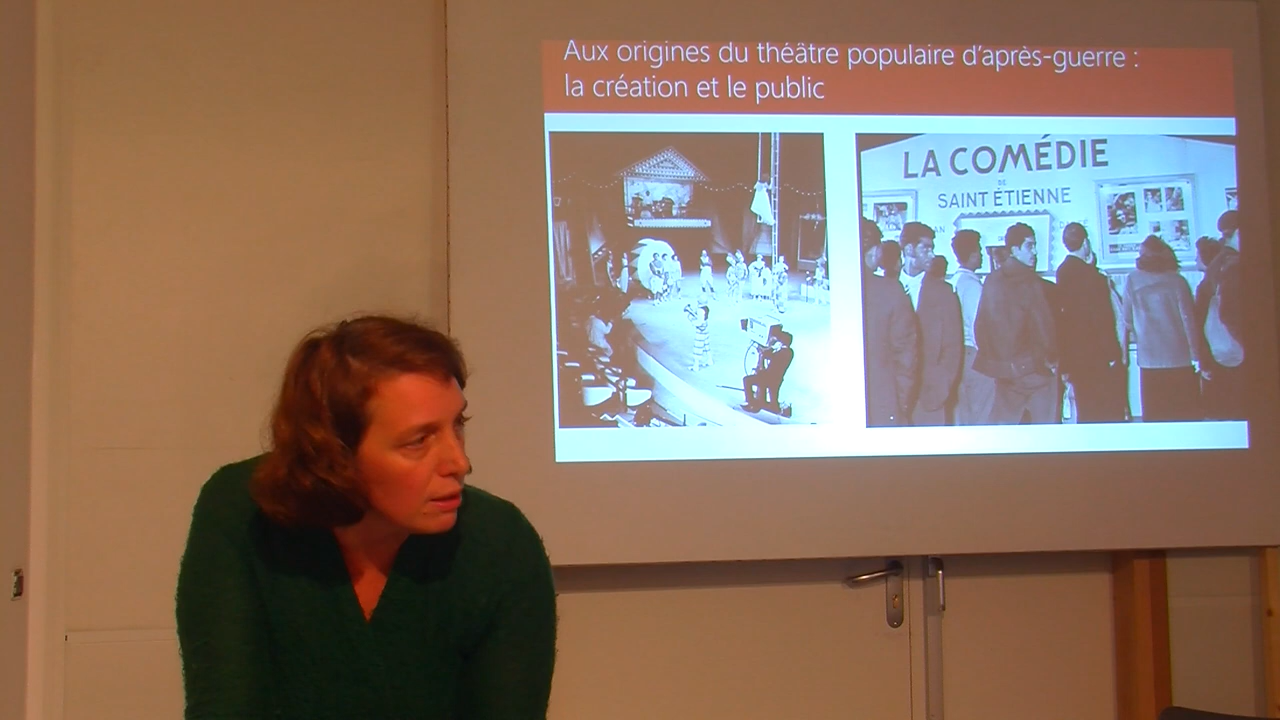 Aux origines du théâtre populaire d'après-guerre :
la création et le public
LA COMÉDIE
DE
SAINT ÉTIENNE